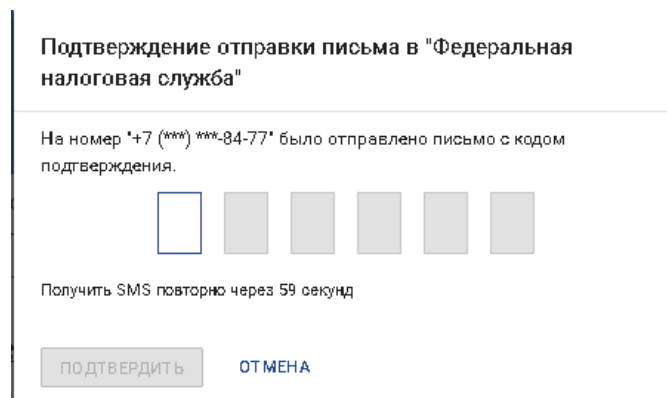 Подтверждение отправки письма в "Федеральная
налоговая служба"
На номер "+7 (***) ***-84-77" было отправлено письмо с кодом
подтверждения.
Получить SMS повторно через 59 секунд
ПОДТВЕРДИТЬ ОТМЕНА